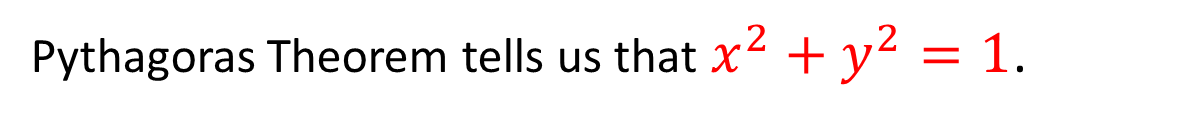 Pythagoras Theorem tells us that x² + y² = 1.